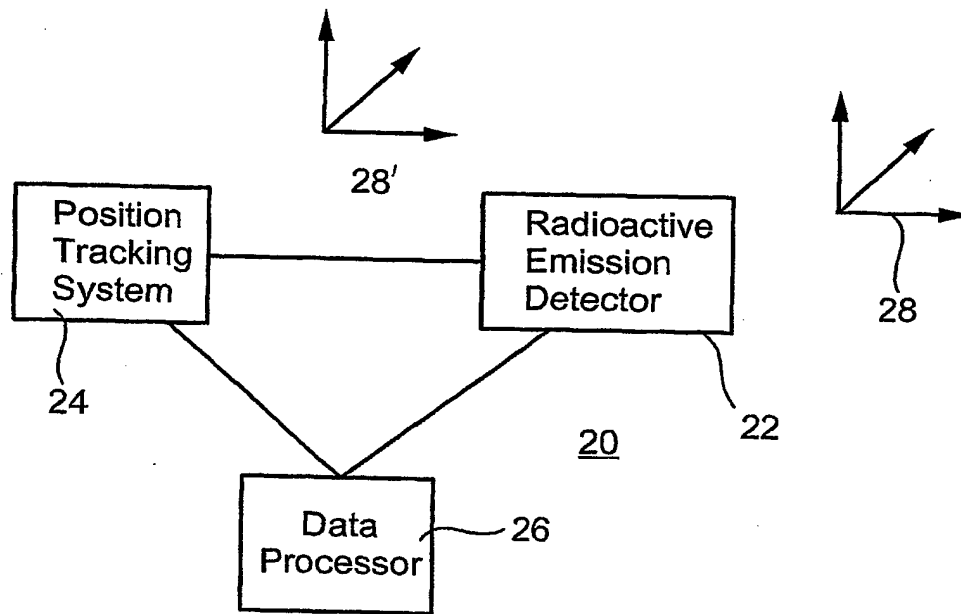 28'
28
Position
Tracking
System
24
Radioactive
Emission
Detector
22
20
Data
Processor
26